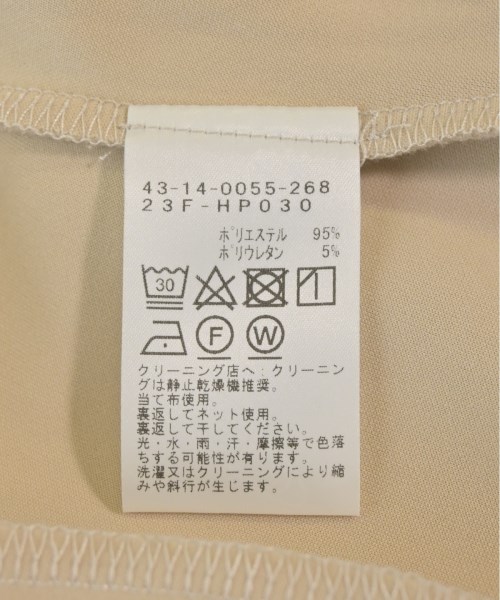 43-14-0055-268
23F-HP030
ポリエステル 95%
ポリウレタン 5%
30
F W
クリーニング店へ:クリーニン
グは静止乾燥機推奨。
当て布使用。
裏返してネット使用。
裏返して干してください。
光・水・雨・汗・摩擦等で色落
ちする可能性が有ります。
洗濯又はクリーニングにより縮
みや斜行が生じます。